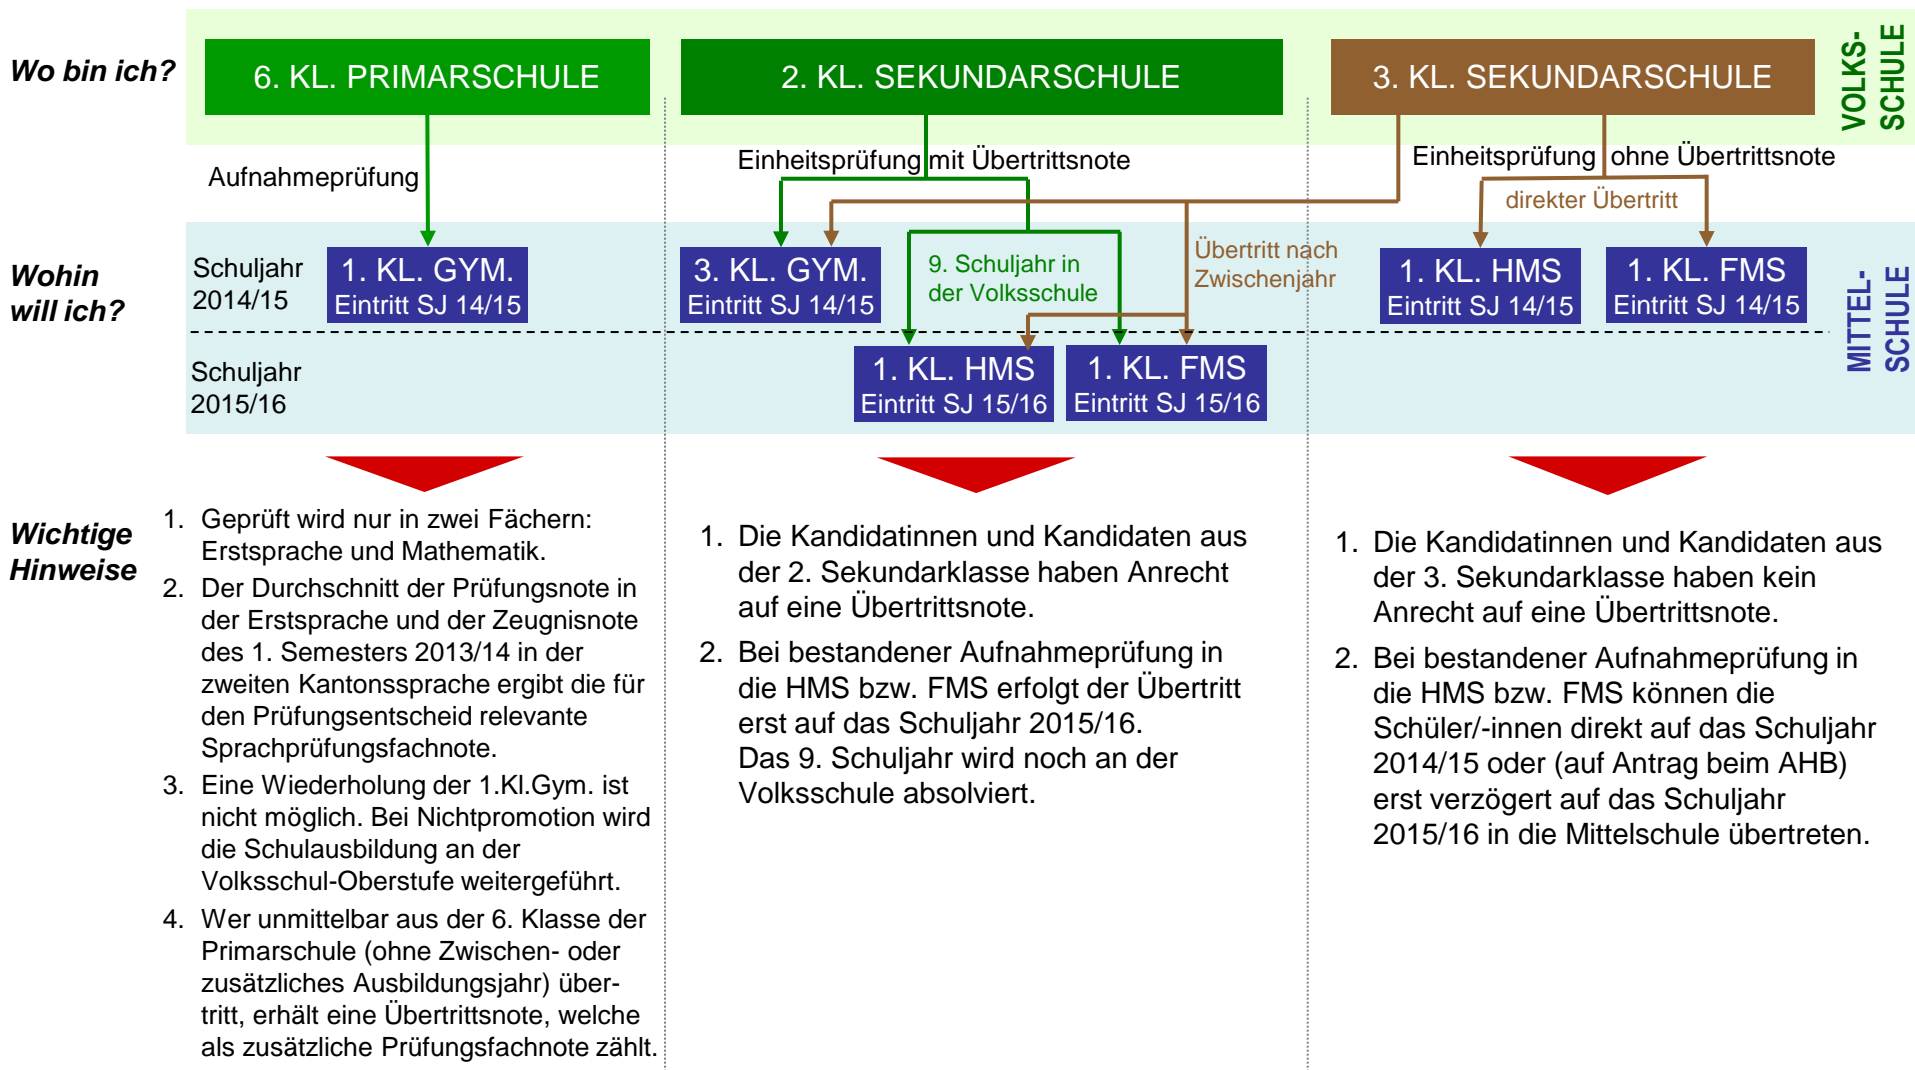 Wo bin ich?
6. KL. PRIMARSCHULE
2. KL. SEKUNDARSCHULE
3. KL. SEKUNDARSCHULE
VOLKS-
SCHULE
Aufnahmeprüfung
Einheitsprüfung mit Übertrittsnote
Einheitsprüfung ohne Übertrittsnote
direkter Übertritt
Wohin
will ich?
Schuljahr
2014/15
1. KL. GYM.
Eintritt SJ 14/15
3. KL. GYM.
Eintritt SJ 14/15
9. Schuljahr in
der Volksschule
Übertritt nach
Zwischenjahr
1. KL. HMS
Eintritt SJ 14/15
1. KL. FMS
Eintritt SJ 14/15
MITTEL-
SCHULE
Schuljahr
2015/16
1. KL. HMS
Eintritt SJ 15/16
1. KL. FMS
Eintritt SJ 15/16
Wichtige
Hinweise
1. Geprüft wird nur in zwei Fächern:
Erstsprache und Mathematik.
2. Der Durchschnitt der Prüfungsnote in
der Erstsprache und der Zeugnisnote
des 1. Semesters 2013/14 in der
zweiten Kantonssprache ergibt die für
den Prüfungsentscheid relevante
Sprachprüfungsfachnote.
3. Eine Wiederholung der 1.Kl.Gym. ist
nicht möglich. Bei Nichtpromotion wird
die Schulausbildung an der
Volksschul-Oberstufe weitergeführt.
4. Wer unmittelbar aus der 6. Klasse der
Primarschule (ohne Zwischen- oder
zusätzliches Ausbildungsjahr) über-
tritt, erhält eine Übertrittsnote, welche
als zusätzliche Prüfungsfachnote zählt.
1. Die Kandidatinnen und Kandidaten aus
der 2. Sekundarklasse haben Anrecht
auf eine Übertrittsnote.
2. Bei bestandener Aufnahmeprüfung in
die HMS bzw. FMS erfolgt der Übertritt
erst auf das Schuljahr 2015/16.
Das 9. Schuljahr wird noch an der
Volksschule absolviert.
1. Die Kandidatinnen und Kandidaten aus
der 3. Sekundarklasse haben kein
Anrecht auf eine Übertrittsnote.
2. Bei bestandener Aufnahmeprüfung in
die HMS bzw. FMS können die
Schüler/-innen direkt auf das Schuljahr
2014/15 oder (auf Antrag beim AHB)
erst verzögert auf das Schuljahr
2015/16 in die Mittelschule übertreten.